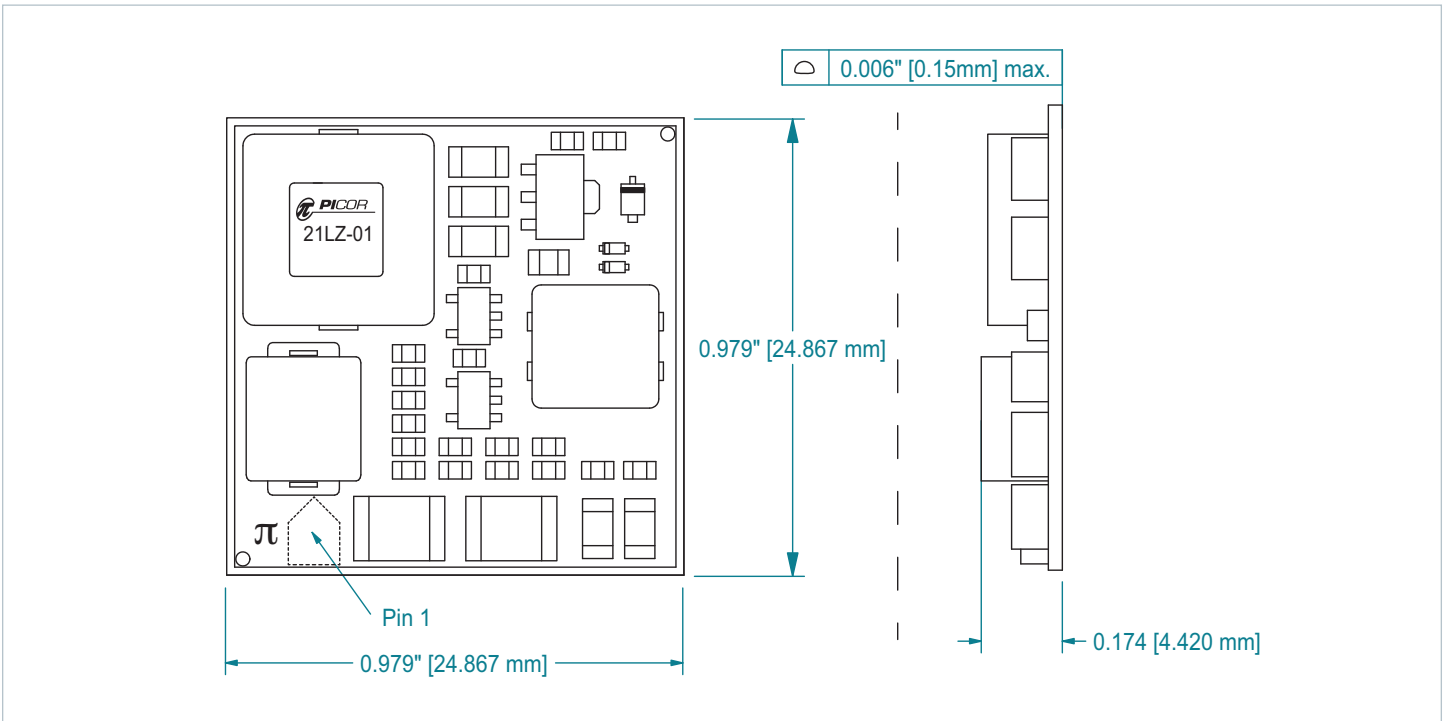 0.006" [0.15mm] max.
PICOR
21LZ-01
0.979" [24.867 mm]
π
Pin 1
0.979" [24.867 mm]
0.174 [4.420 mm]